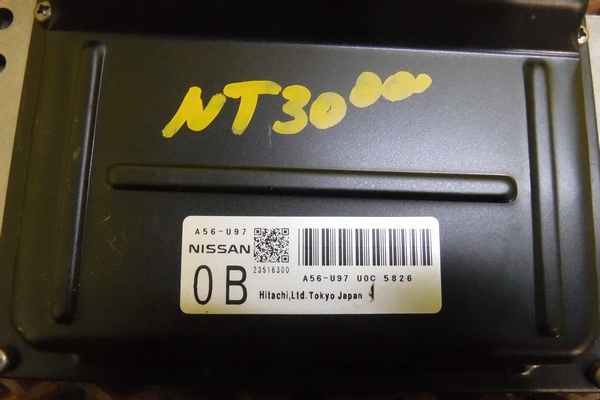 NT30
A56-U97
NISSAN
23516300
0B
A56-U97 U0C 5826
Hitachi,Ltd.Tokyo Japan